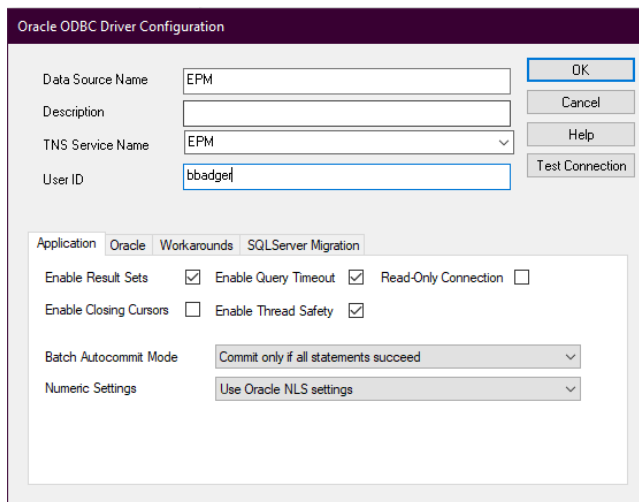 Oracle ODBC Driver Configuration
Data Source Name EPM OK
Description Cancel
TNS Service Name EPM Help
User ID bbadger Test Connection
Application Oracle Workarounds SQLServer Migration
Enable Result Sets Enable Query Timeout Read-Only Connection
Enable Closing Cursors Enable Thread Safety
Batch Autocommit Mode Commit only if all statements succeed
Numeric Settings Use Oracle NLS settings